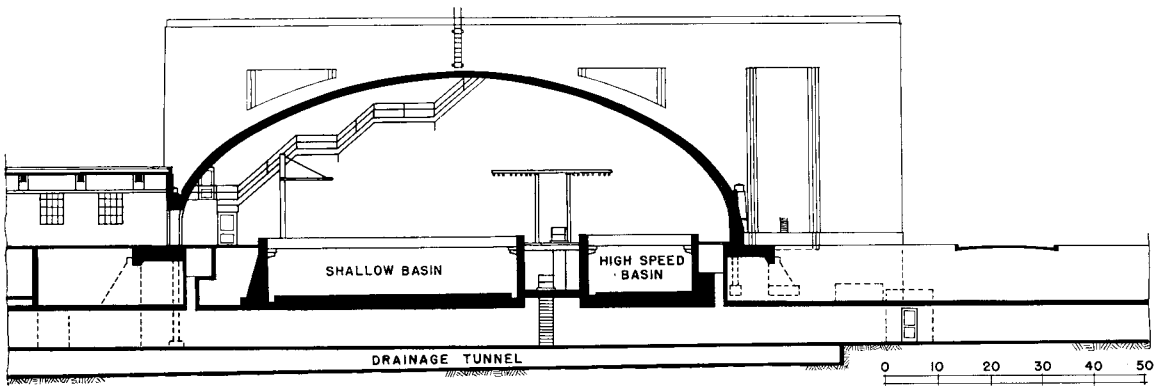 SHALLOW BASIN
HIGH SPEED
BASIN
DRAINAGE TUNNEL
0 10 20 30 40 50